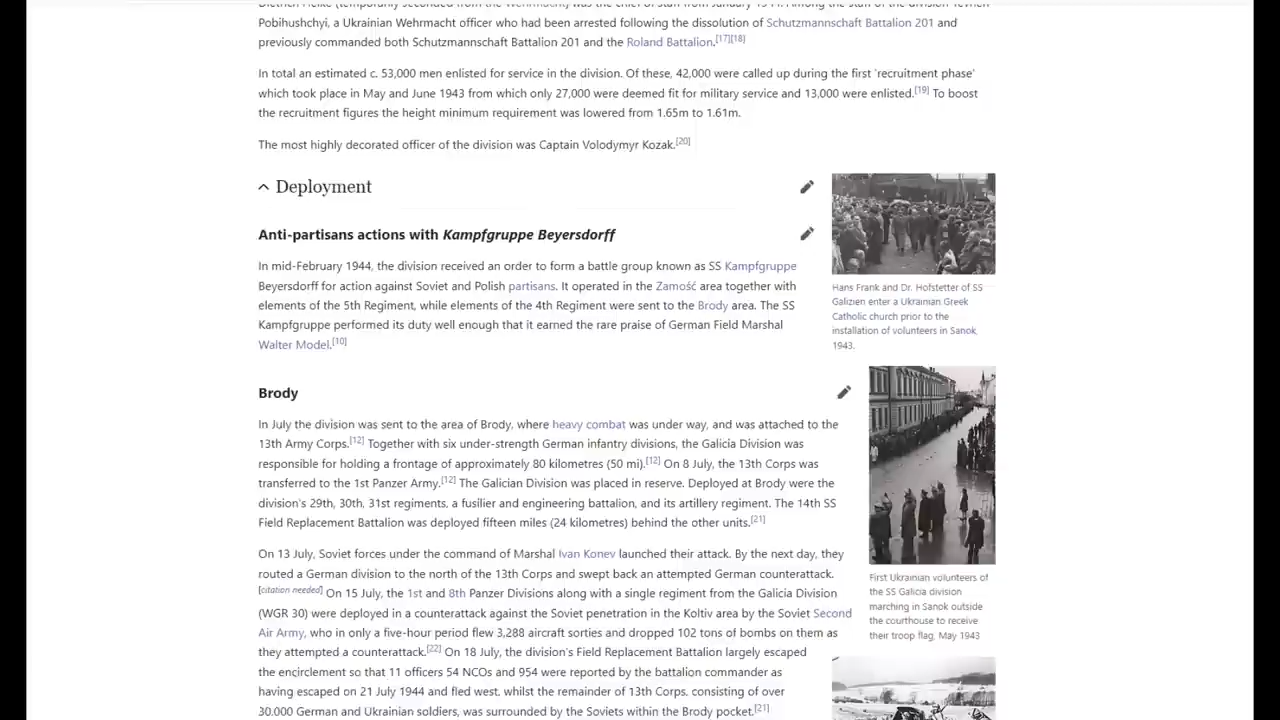 Dietrich Heike (temporarily seconded from the Wehrmacht) was the chief of staff from January 1944. Among the staff of the division Yevhen
Pobihushchyi, a Ukrainian Wehrmacht officer who had been arrested following the dissolution of Schutzmannschaft Battalion 201 and
previously commanded both Schutzmannschaft Battalion 201 and the Roland Battalion.[17][18]
In total an estimated c. 53,000 men enlisted for service in the division. Of these, 42,000 were called up during the first 'recruitment phase'
which took place in May and June 1943 from which only 27,000 were deemed fit for military service and 13,000 were enlisted.[19] To boost
the recruitment figures the height minimum requirement was lowered from 1.65m to 1.61m.
The most highly decorated officer of the division was Captain Volodymyr Kozak.[20]
Deployment
Anti-partisans actions with Kampfgruppe Beyersdorff
In mid-February 1944, the division received an order to form a battle group known as SS Kampfgruppe
Beyersdorff for action against Soviet and Polish partisans. It operated in the Zamość area together with
elements of the 5th Regiment, while elements of the 4th Regiment were sent to the Brody area. The SS
Kampfgruppe performed its duty well enough that it earned the rare praise of German Field Marshal
Walter Model.[10]
Hans Frank and Dr. Hofstetter of SS
Galizien enter a Ukrainian Greek
Catholic church prior to the
installation of volunteers in Sanok,
1943.
Brody
In July the division was sent to the area of Brody, where heavy combat was under way, and was attached to the
13th Army Corps.[12] Together with six under-strength German infantry divisions, the Galicia Division was
responsible for holding a frontage of approximately 80 kilometres (50 mi).[12] On 8 July, the 13th Corps was
transferred to the 1st Panzer Army.[12] The Galician Division was placed in reserve. Deployed at Brody were the
division's 29th, 30th, 31st regiments, a fusilier and engineering battalion, and its artillery regiment. The 14th SS
Field Replacement Battalion was deployed fifteen miles (24 kilometres) behind the other units.[21]
On 13 July, Soviet forces under the command of Marshal Ivan Konev launched their attack. By the next day, they
routed a German division to the north of the 13th Corps and swept back an attempted German counterattack.
[citation needed] On 15 July, the 1st and 8th Panzer Divisions along with a single regiment from the Galicia Division
(WGR 30) were deployed in a counterattack against the Soviet penetration in the Koltiv area by the Soviet Second
Air Army, who in only a five-hour period flew 3,288 aircraft sorties and dropped 102 tons of bombs on them as
they attempted a counterattack.[22] On 18 July, the division's Field Replacement Battalion largely escaped
the encirclement so that 11 officers 54 NCOs and 954 were reported by the battalion commander as
having escaped on 21 July 1944 and fled west, whilst the remainder of 13th Corps, consisting of over
30,000 German and Ukrainian soldiers, was surrounded by the Soviets within the Brody pocket.[21]
First Ukrainian volunteers of
the SS Galicia division
marching in Sanok outside
the courthouse to receive
their troop flag, May 1943